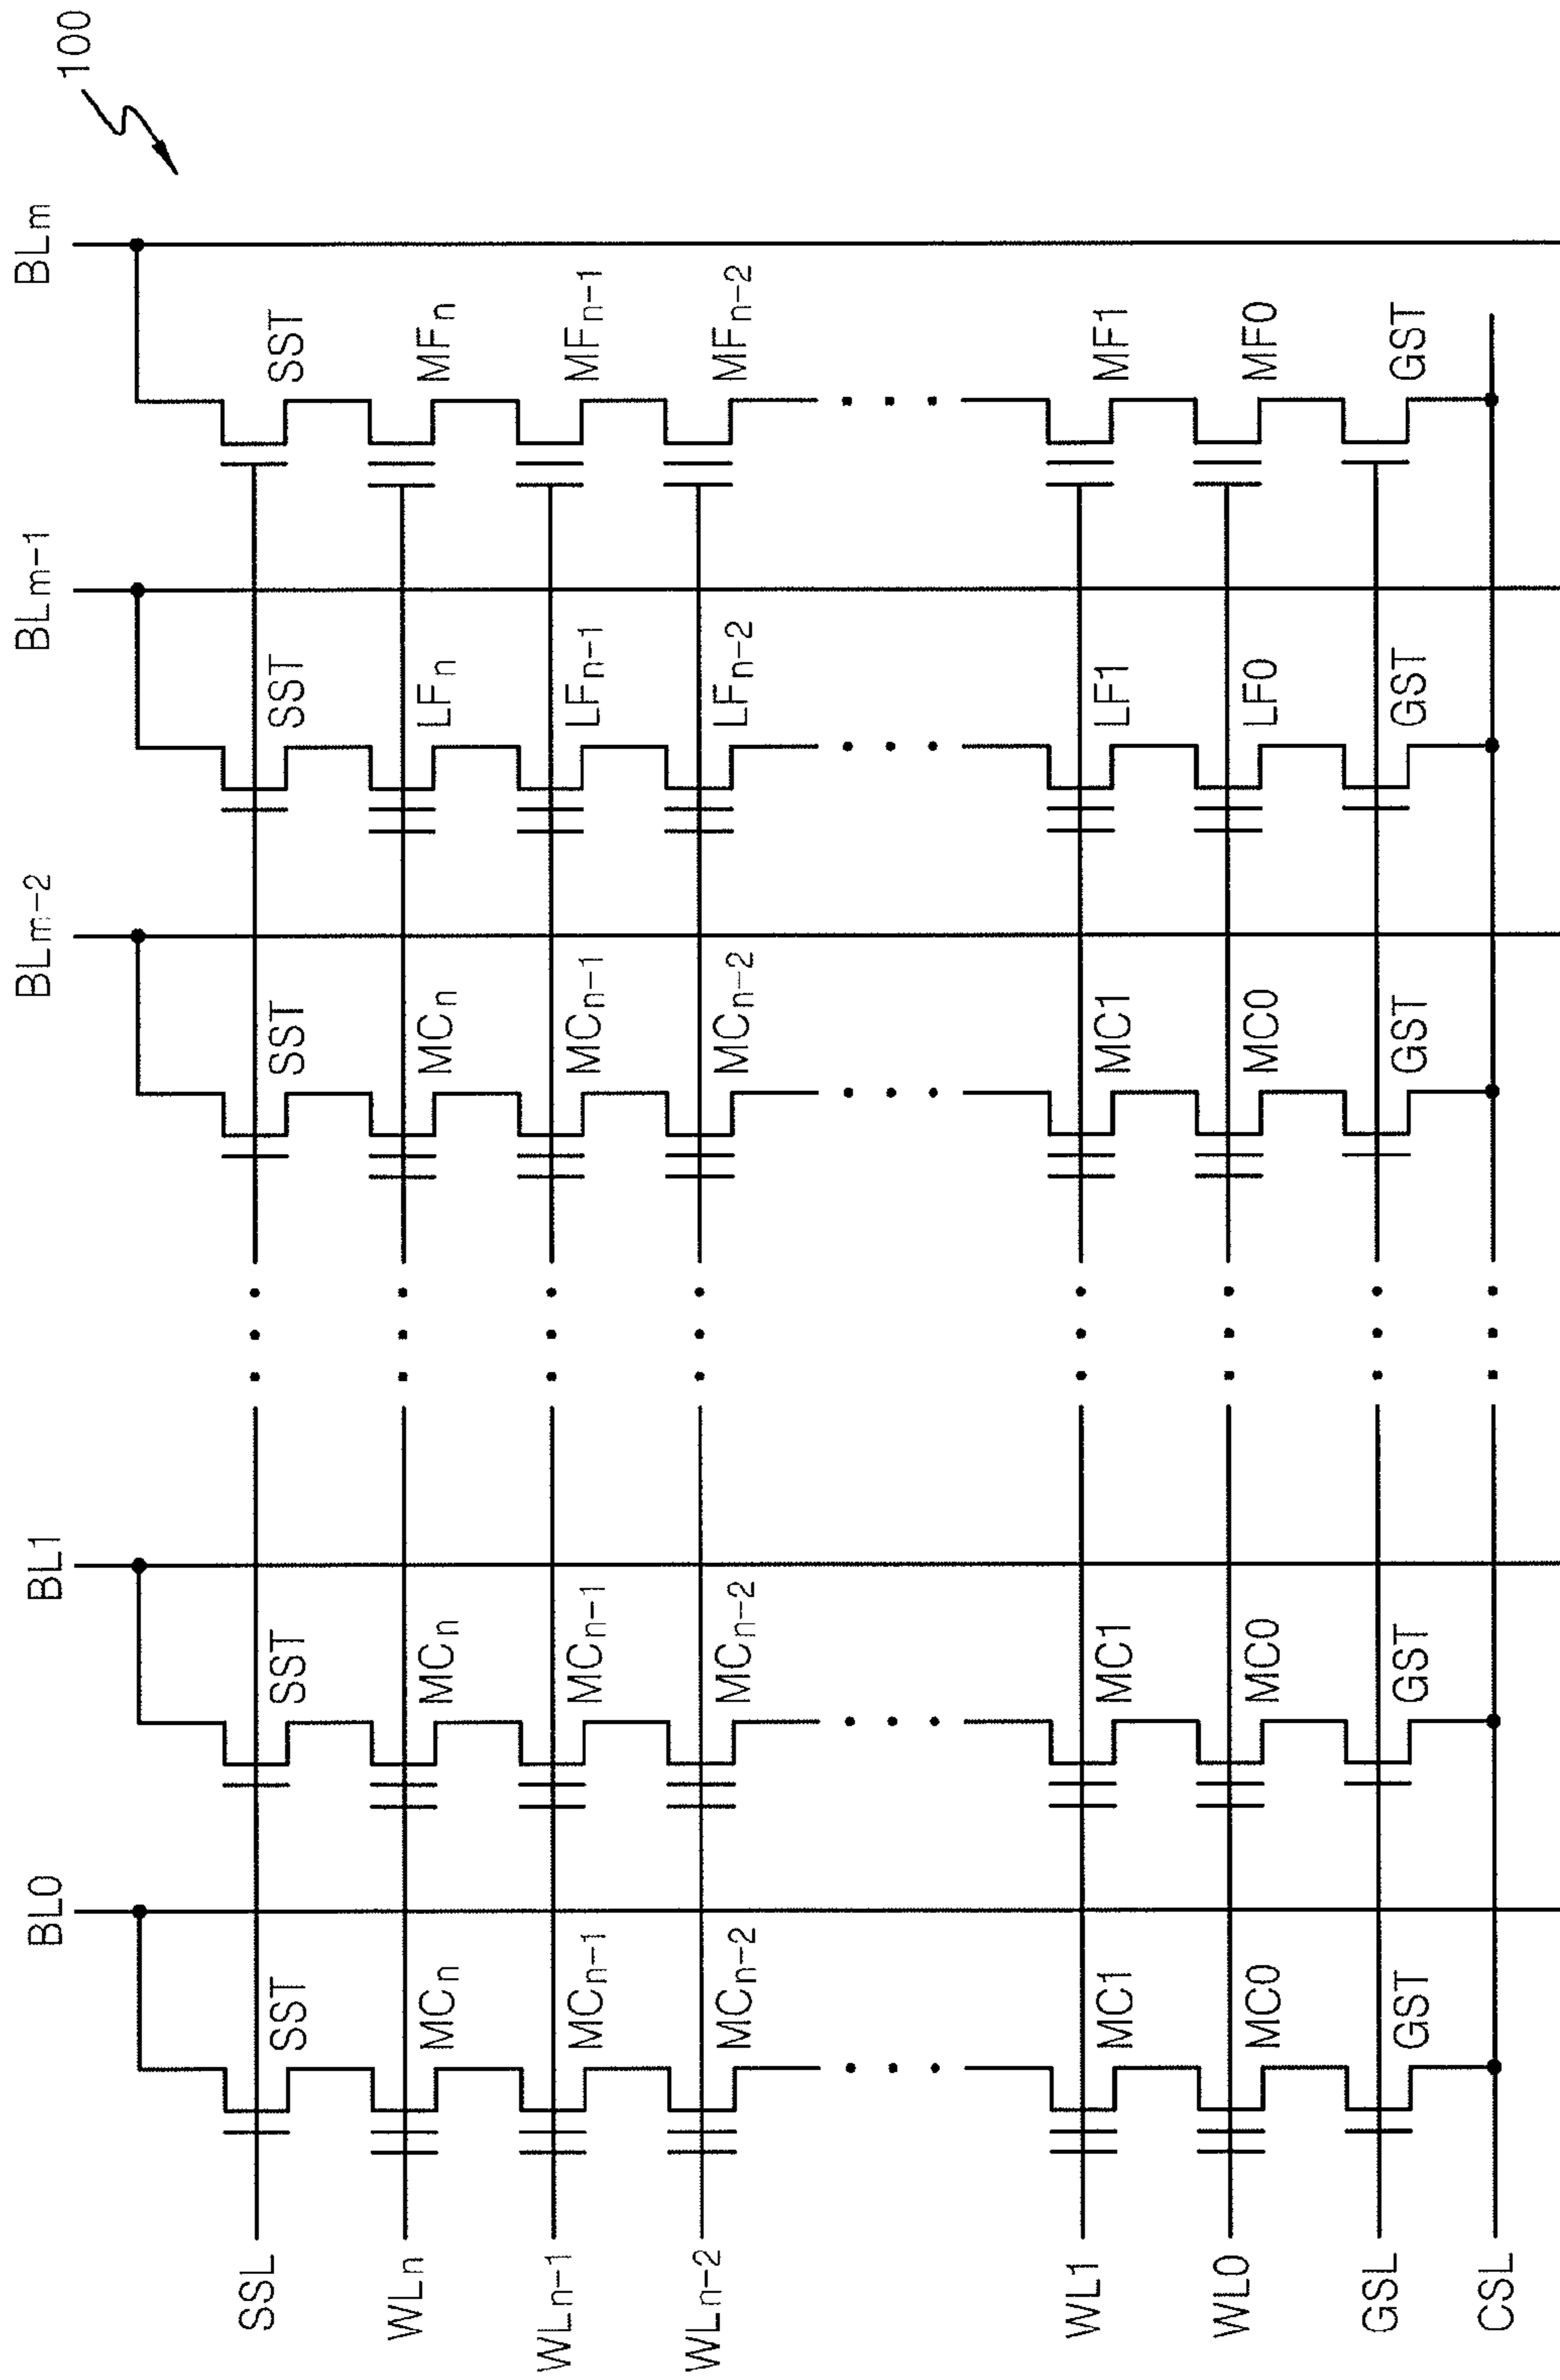 100
BL0 BL1 BLm-2 BLm-1 BLm
SSL SST SST SST SST SST
WLn MCn MCn MCn LFn MFn
WLn-1 MCn-1 MCn-1 MCn-1 LFn-1 MFn-1
WLn-2 MCn-2 MCn-2 MCn-2 LFn-2 MFn-2
WL1 MC1 MC1 MC1 LF1 MF1
WL0 MC0 MC0 MC0 LF0 MF0
GSL GST GST GST GST GST
CSL